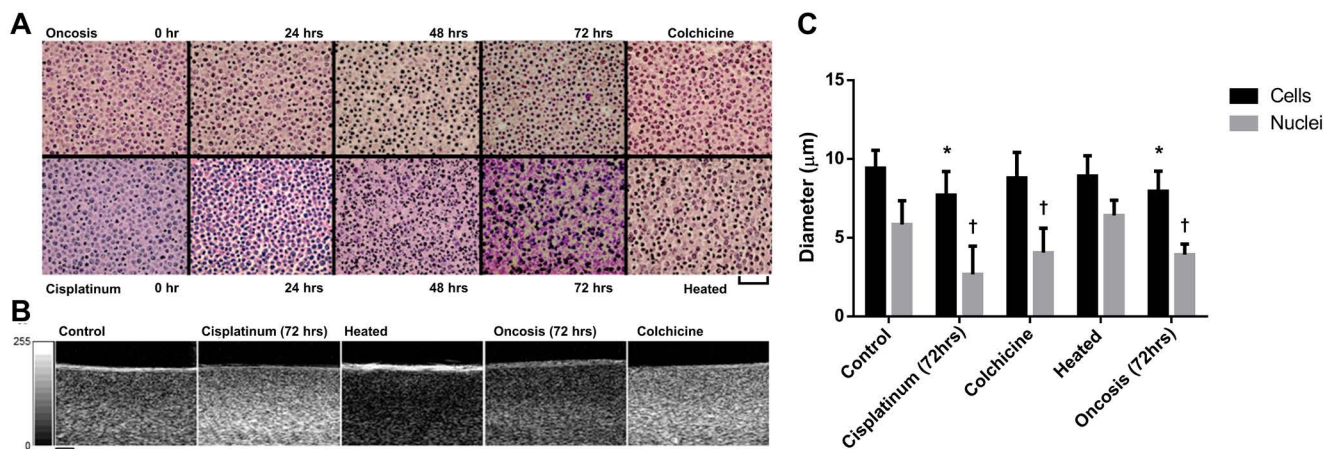 A
Oncosis 0 hr 24 hrs 48 hrs 72 hrs Colchicine
Cisplatinum 0 hr 24 hrs 48 hrs 72 hrs Heated
B
Control Cisplatinum (72 hrs) Heated Oncosis (72 hrs) Colchicine
255
0
C
15
10
5
0
Diameter (μm)
* * 
† † †
Cells
Nuclei
Control
Cisplatinum (72hrs)
Colchicine
Heated
Oncosis (72hrs)